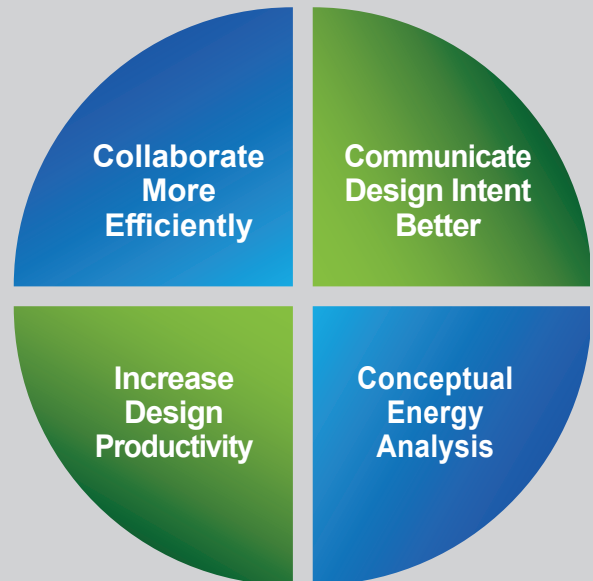 Collaborate
More
Efficiently
Communicate
Design Intent
Better
Increase
Design
Productivity
Conceptual
Energy
Analysis